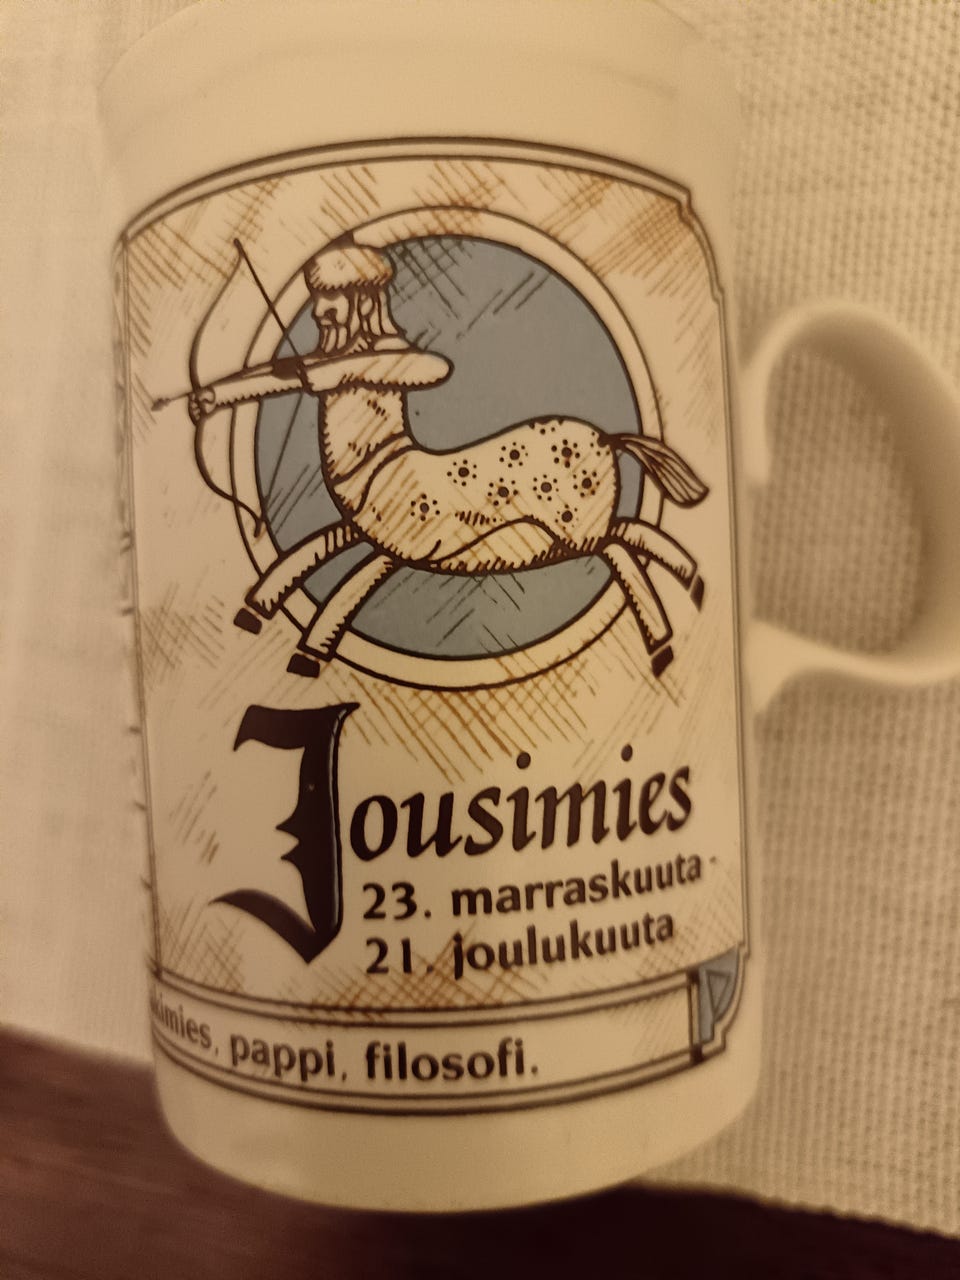 Jousimies
23. marraskuuta -
21. joulukuuta
pappi, filosofi.